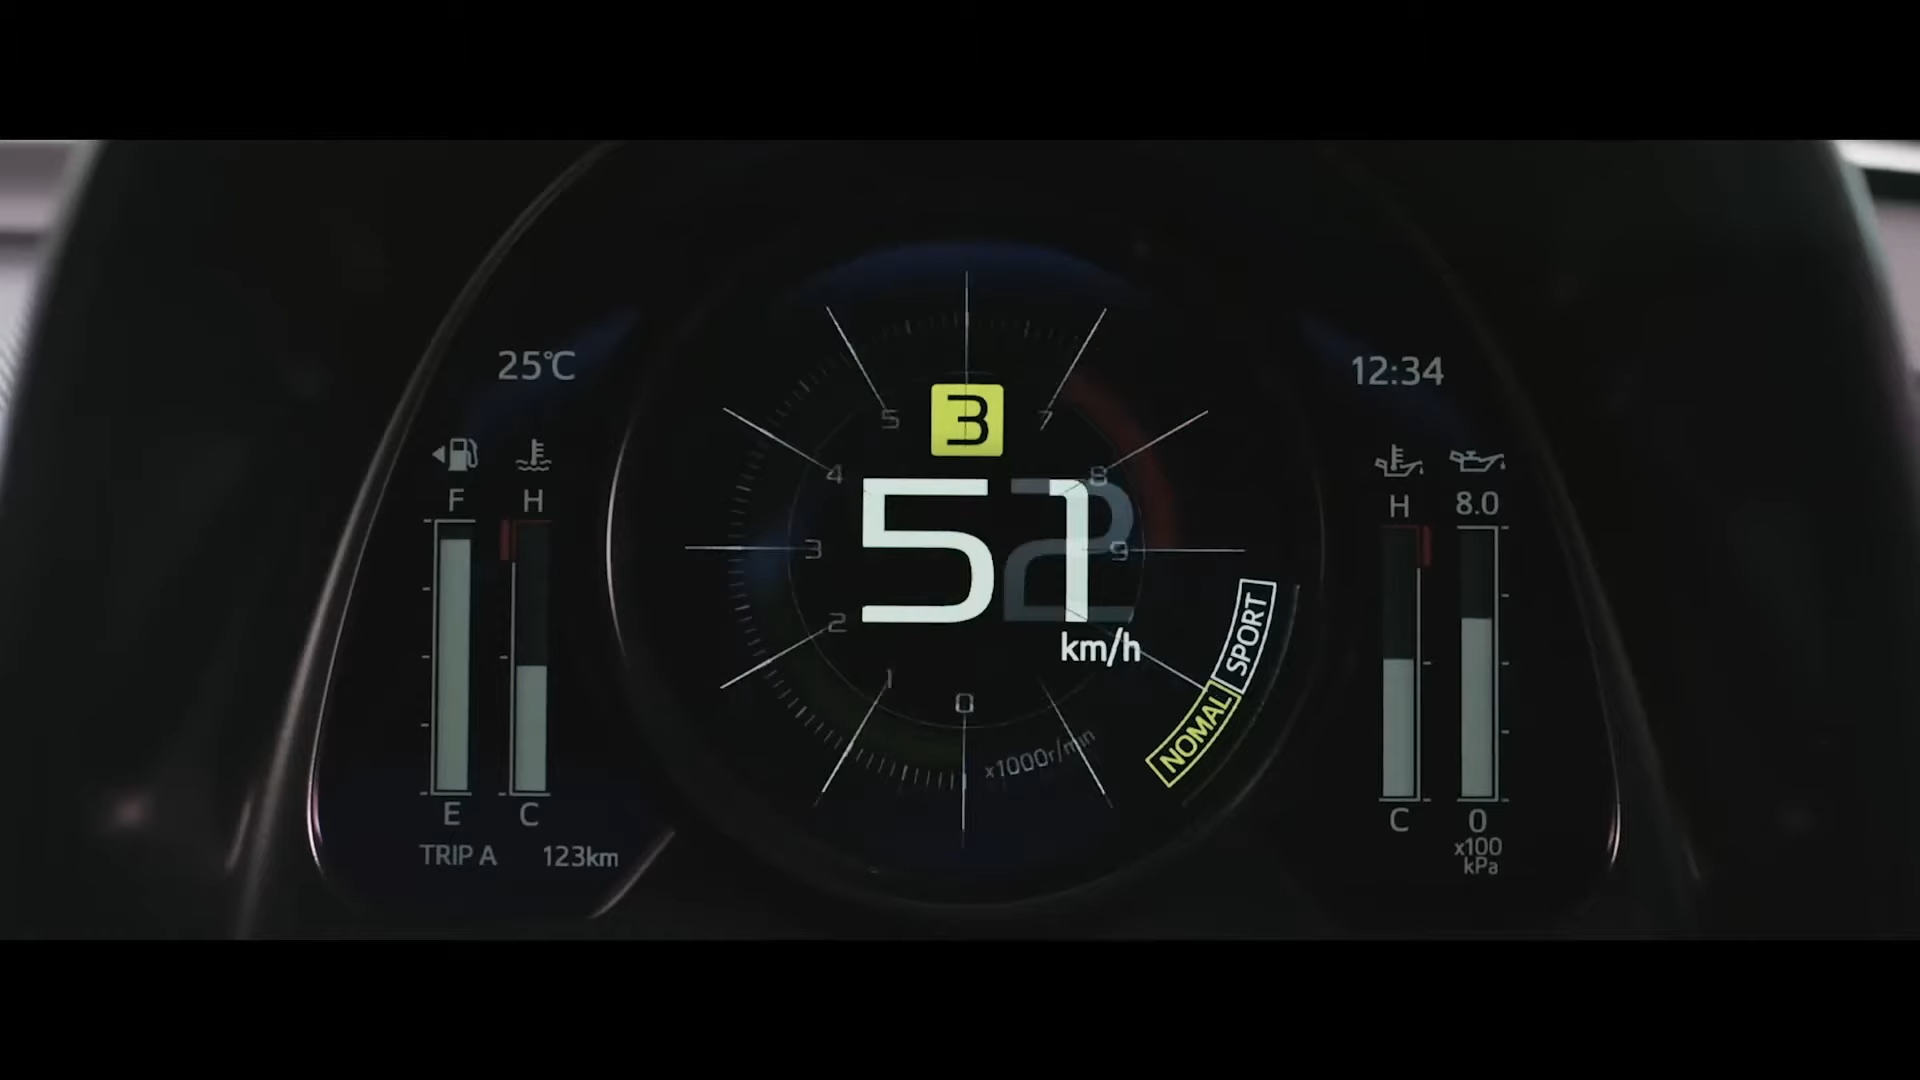 25℃
12:34
3
F
H
H
8.0
51
km/h
5
7
4
8
3
9
2
1
0
x1000r/min
SPORT
NOMAL
E
C
C
0
x100
kPa
TRIP A
123km